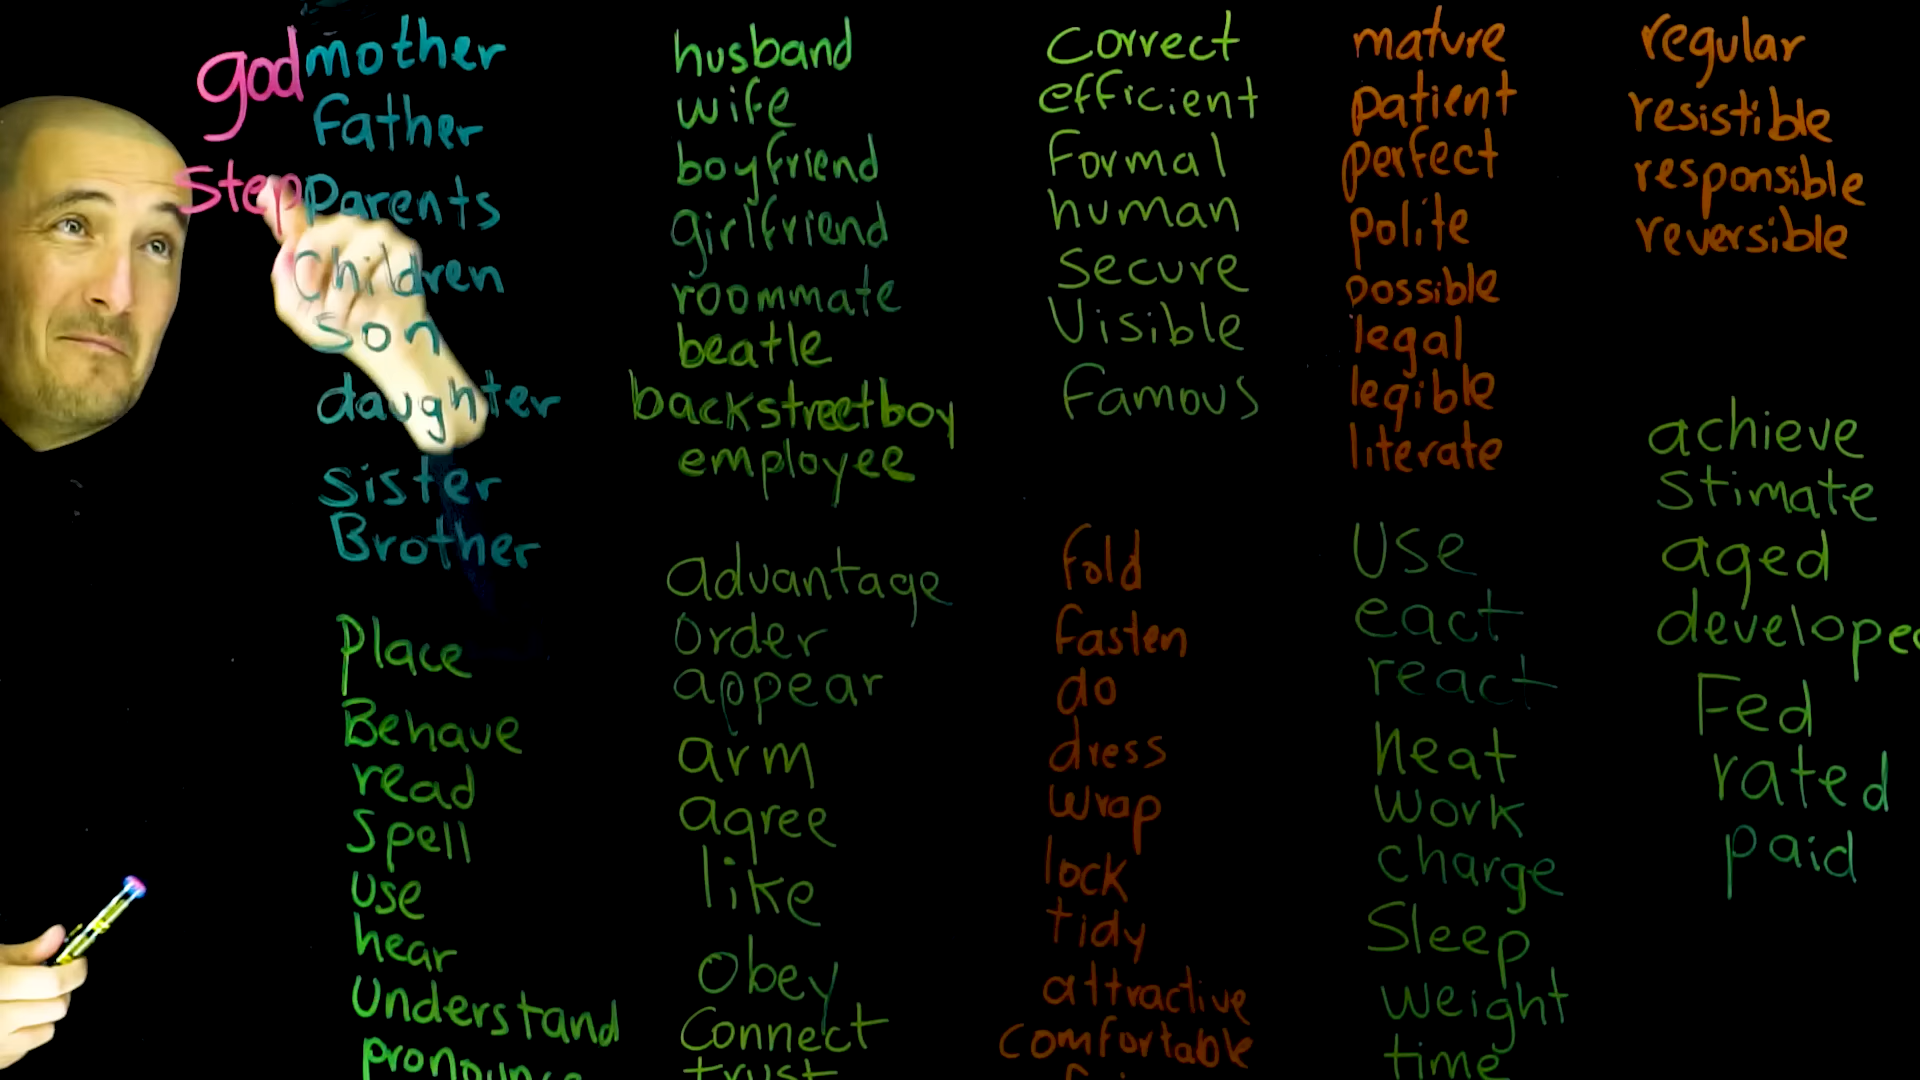 godmother
father
Stepparents
Children
Son
daughter
sister
Brother
Place
Behave
read
Spell
use
hear
Understand
husband
wife
boyfriend
girlfriend
roommate
beatle
backstreetboy
employee
advantage
order
appear
arm
agree
like
Obey
Connect
trust
Correct
efficient
Formal
human
Secure
Visible
Famous
fold
fasten
do
dress
wrap
lock
tidy
attractive
comfortable
mature
patient
perfect
polite
possible
legal
legible
literate
Use
eact
react
heat
work
charge
Sleep
weight
time
regular
resistible
responsible
reversible
achieve
Stimate
aged
Fed
rated
paid